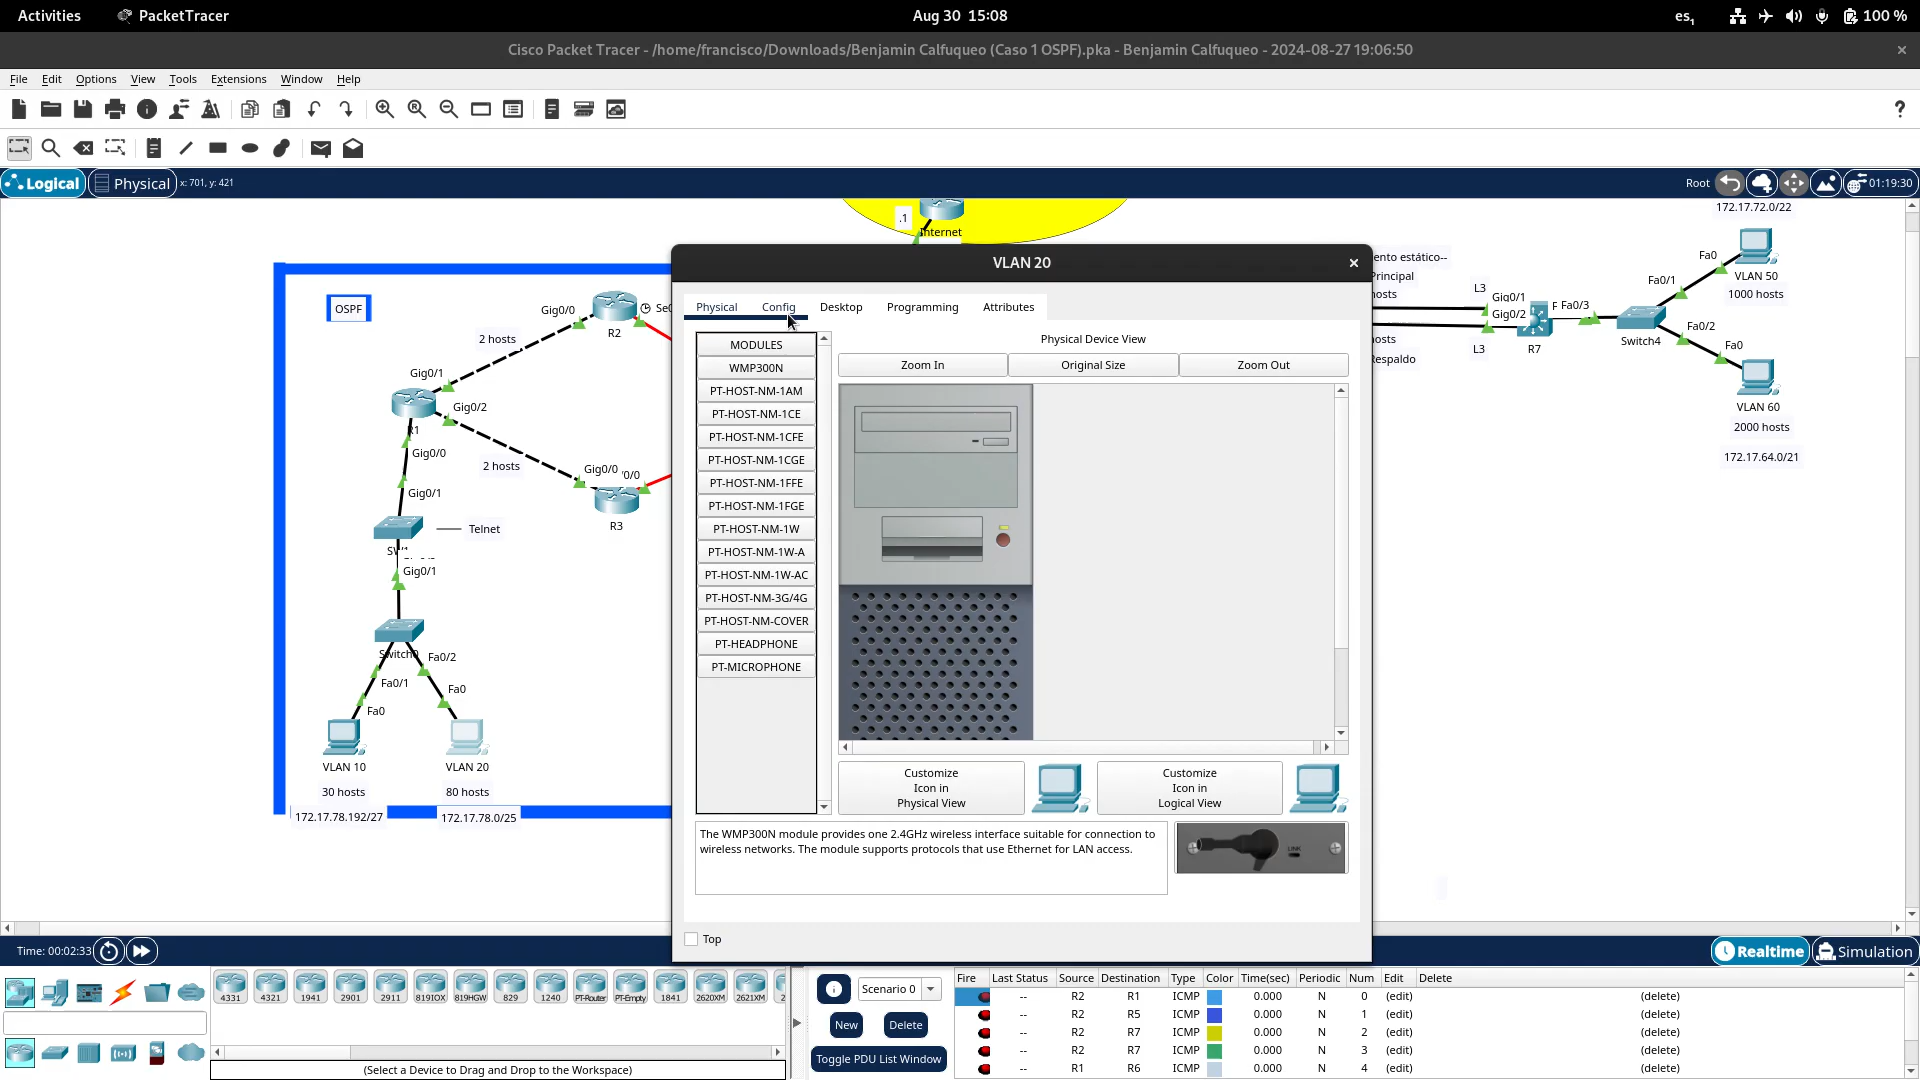 Activities
PacketTracer
Aug 30 15:08
es1
100 %
Cisco Packet Tracer - /home/francisco/Downloads/Benjamin Calfuqueo (Caso 1 OSPF).pka - Benjamin Calfuqueo - 2024-08-27 19:06:50
File Edit Options View Tools Extensions Window Help
Logical
Physical
x: 701, y: 421
Root
01:19:30
.1
Internet
OSPF
Gig0/0
Se0
R2
2 hosts
Gig0/1
Gig0/2
R1
Gig0/0
2 hosts
Gig0/0
0/0
R3
Gig0/1
Telnet
Gig0/1
Switch0
Fa0/2
Fa0/1
Fa0
Fa0
VLAN 10
VLAN 20
30 hosts
80 hosts
172.17.78.192/27
172.17.78.0/25
VLAN 20
Physical Config Desktop Programming Attributes
MODULES
WMP300N
PT-HOST-NM-1AM
PT-HOST-NM-1CE
PT-HOST-NM-1CFE
PT-HOST-NM-1CGE
PT-HOST-NM-1FFE
PT-HOST-NM-1FGE
PT-HOST-NM-1W
PT-HOST-NM-1W-A
PT-HOST-NM-1W-AC
PT-HOST-NM-3G/4G
PT-HOST-NM-COVER
PT-HEADPHONE
PT-MICROPHONE
Physical Device View
Zoom In
Original Size
Zoom Out
Customize
Icon in
Physical View
Customize
Icon in
Logical View
The WMP300N module provides one 2.4GHz wireless interface suitable for connection to
wireless networks. The module supports protocols that use Ethernet for LAN access.
LINK
Top
172.17.72.0/22
ento estático--
Principal
osts
L3
Gig0/1
Gig0/2
F Fa0/3
osts
L3
Respaldo
R7
Fa0
Fa0/1
VLAN 50
1000 hosts
Fa0/2
Switch4
Fa0
VLAN 60
2000 hosts
172.17.64.0/21
Time: 00:02:33
Realtime
Simulation
4331 4321 1941 2901 2911 819IOX 819HGW 829 1240 PT-Router PT-Empty 1841 2620XM 2621XM 2
(Select a Device to Drag and Drop to the Workspace)
Scenario 0
New
Delete
Toggle PDU List Window
Fire Last Status Source Destination Type Color Time(sec) Periodic Num Edit Delete
-- R2 R1 ICMP 0.000 N 0 (edit) (delete)
-- R2 R5 ICMP 0.000 N 1 (edit) (delete)
-- R2 R7 ICMP 0.000 N 2 (edit) (delete)
-- R2 R7 ICMP 0.000 N 3 (edit) (delete)
-- R1 R6 ICMP 0.000 N 4 (edit) (delete)